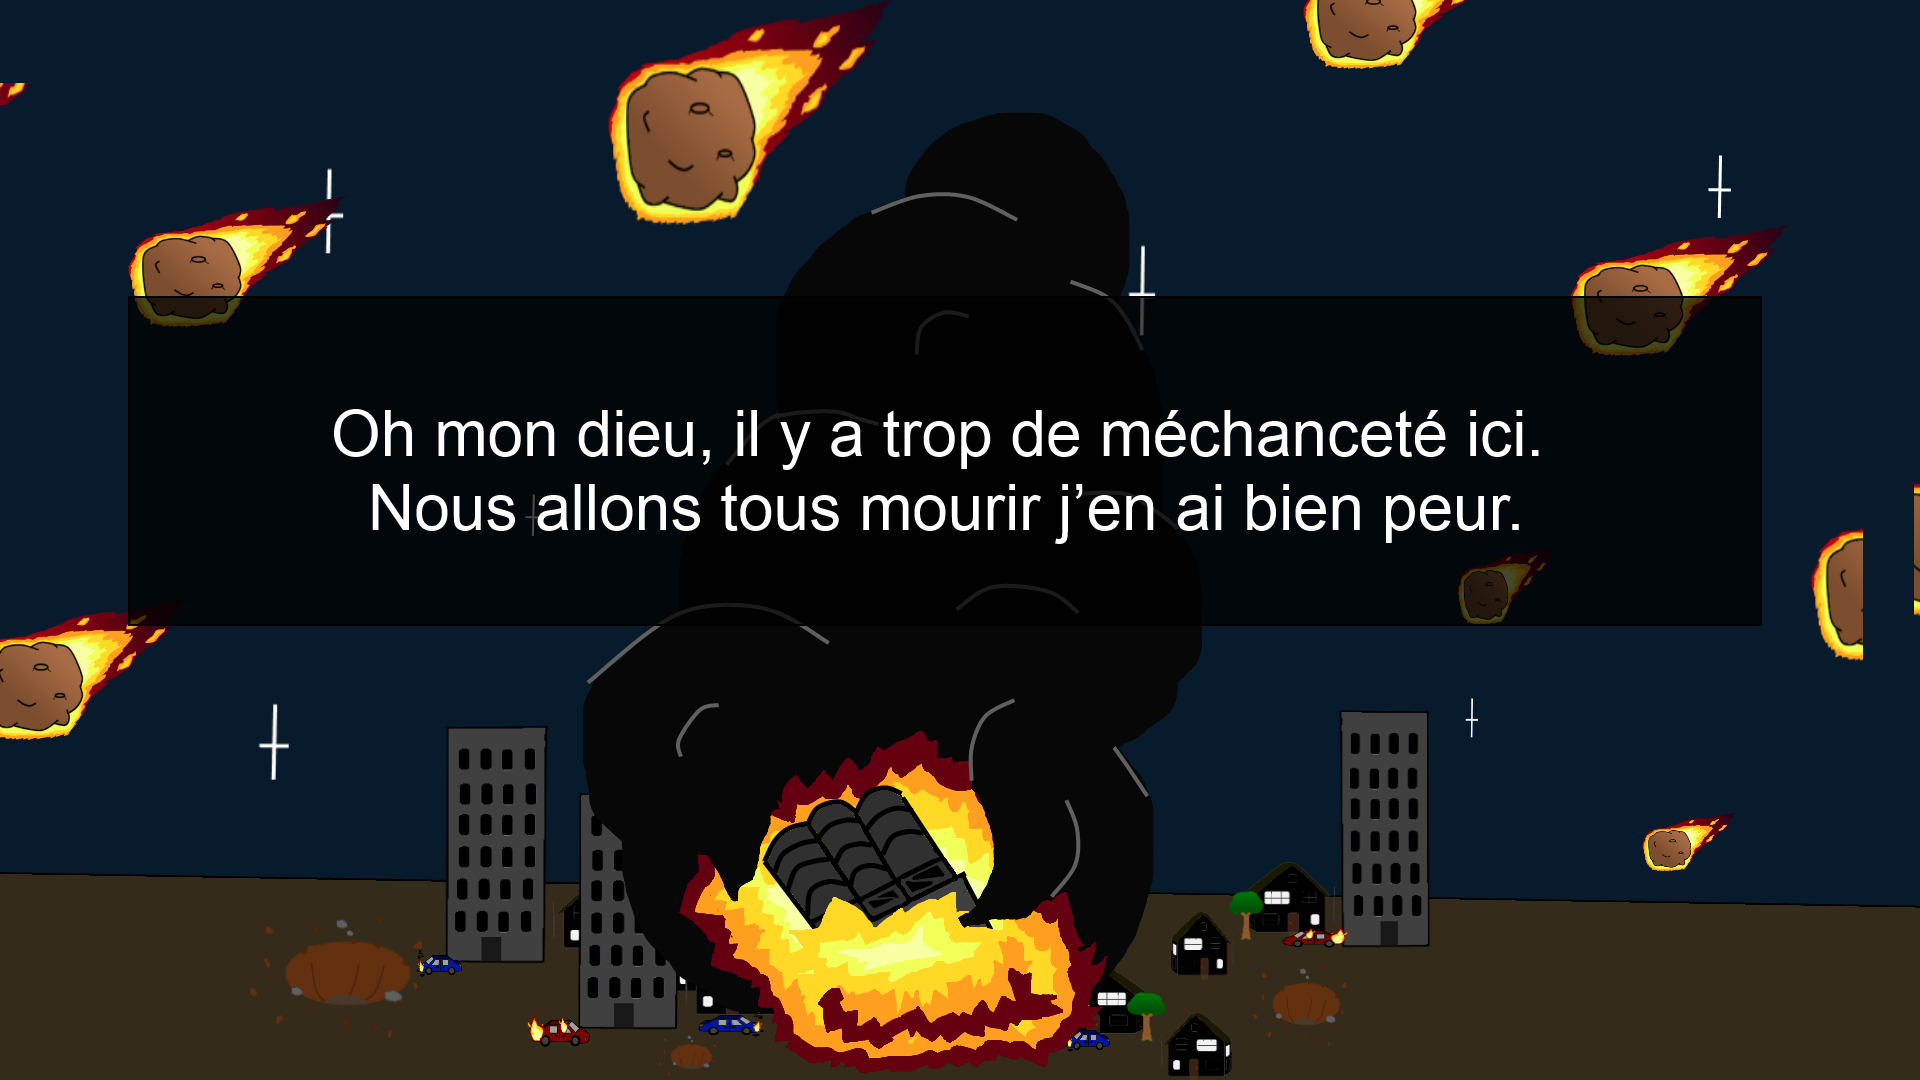 Oh mon dieu, il y a trop de méchanceté ici.
Nous allons tous mourir j’en ai bien peur.